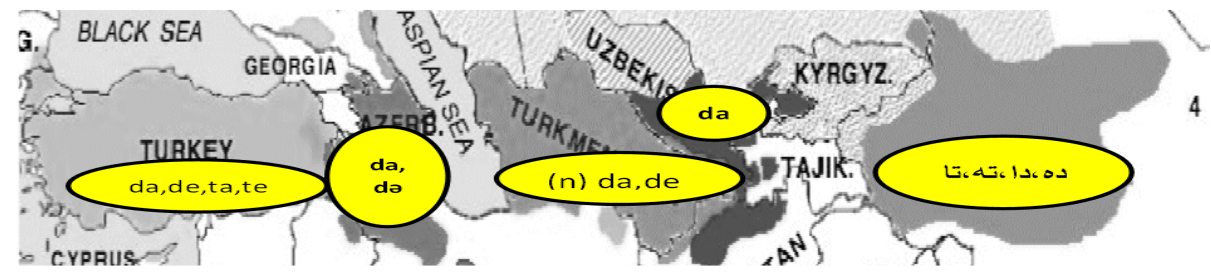 BLACK SEA
G.
GEORGIA
ASPIAN SEA
UZBEKIS
KYRGYZ.
4
AZERB.
TURKMEN
da
TURKEY
TAJIK.
da,de,ta,te
da,
də
(n) da,de
دە،دا،تە،تا
TAN
CYPRUS